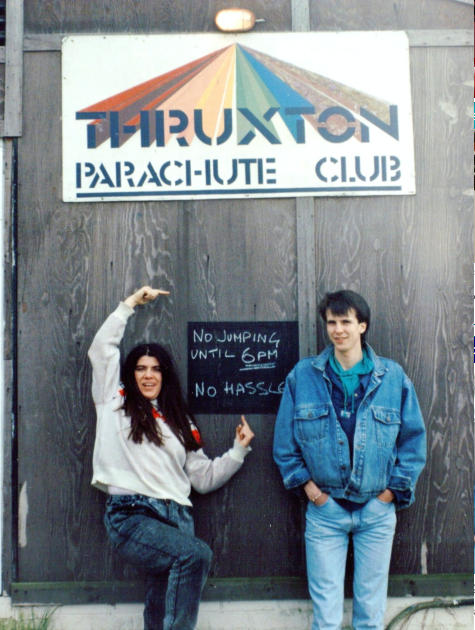 THRUXTON
PARACHUTE CLUB
NO JUMPING
UNTIL 6PM
NO HASSLE